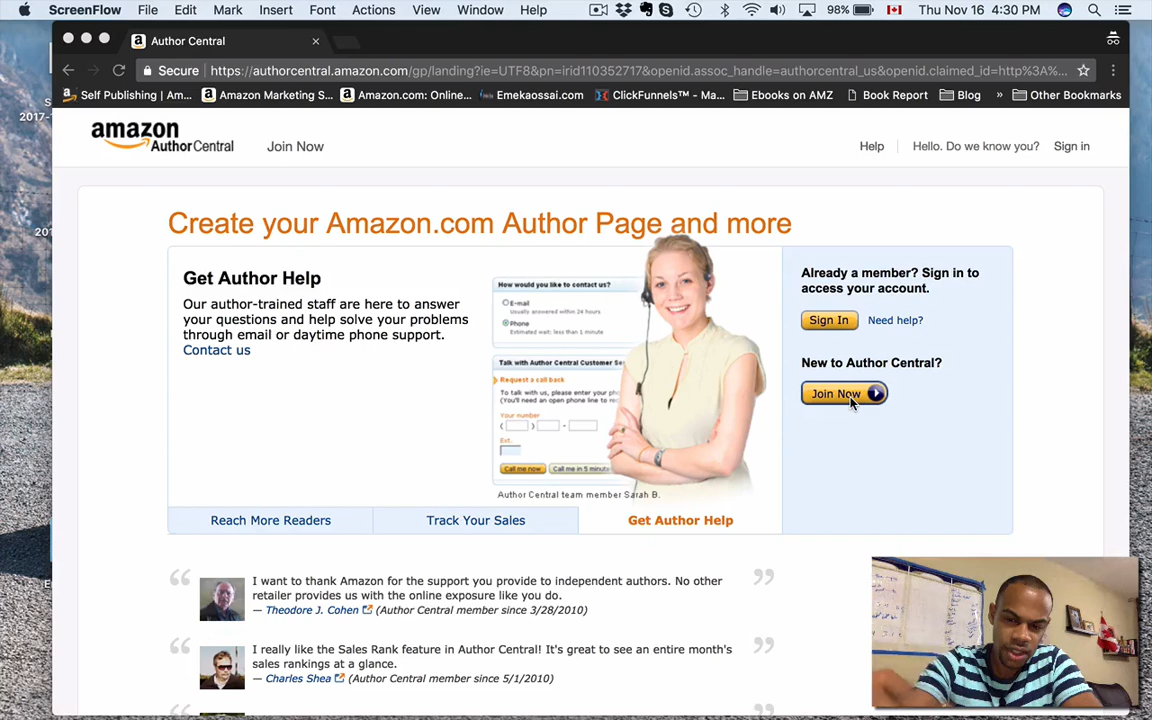 ScreenFlow File Edit Mark Insert Font Actions View Window Help 98% Thu Nov 16 4:30 PM
Author Central
Secure https://authorcentral.amazon.com/gp/landing?ie=UTF8&pn=irid110352717&openid.assoc_handle=authorcentral_us&openid.claimed_id=http%3A%...
Self Publishing | Am... Amazon Marketing S... Amazon.com: Online... Emekaossai.com ClickFunnels™ - Ma... Ebooks on AMZ Book Report Blog » Other Bookmarks
2017-
201
amazon
AuthorCentral
Join Now
Help Hello. Do we know you? Sign in
Create your Amazon.com Author Page and more
Get Author Help
Our author-trained staff are here to answer
your questions and help solve your problems
through email or daytime phone support.
Contact us
How would you like to contact us?
E-mail
Usually answered within 24 hours
Phone
Estimated wait: less than 1 minute
Talk with Author Central Customer Se
Request a call back
To talk with us, please enter your ph
(You'll need an open phone line to rec
Your number
( ) -
Ext.
Call me now Call me in 5 minut
Author Central team member Sarah B.
Already a member? Sign in to
access your account.
Sign In Need help?
New to Author Central?
Join Now
Reach More Readers Track Your Sales Get Author Help
“ I want to thank Amazon for the support you provide to independent authors. No other ”
retailer provides us with the online exposure like you do.
— Theodore J. Cohen (Author Central member since 3/28/2010)
“ I really like the Sales Rank feature in Author Central! It's great to see an entire month's ”
sales rankings at a glance.
— Charles Shea (Author Central member since 5/1/2010)